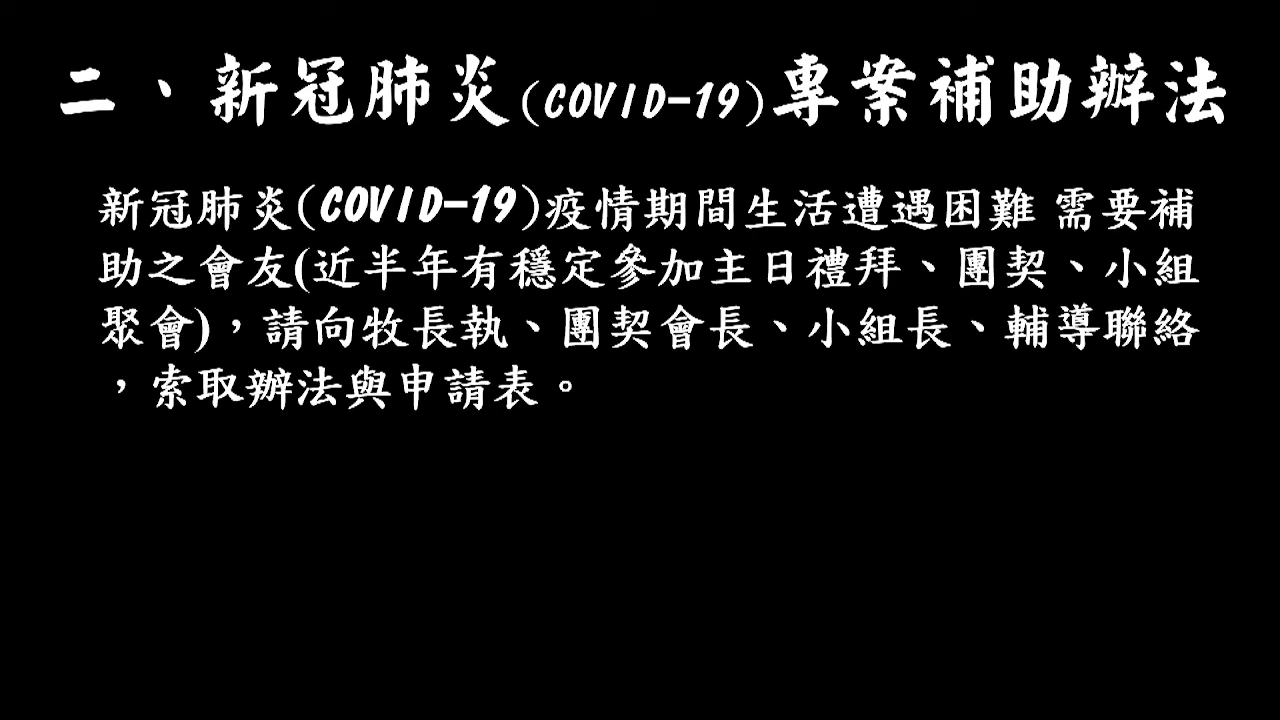 二、新冠肺炎(COVID-19)專案補助辦法
新冠肺炎(COVID-19)疫情期間生活遭遇困難 需要補
助之會友(近半年有穩定參加主日禮拜、團契、小組
聚會)，請向牧長執、團契會長、小組長、輔導聯絡
，索取辦法與申請表。